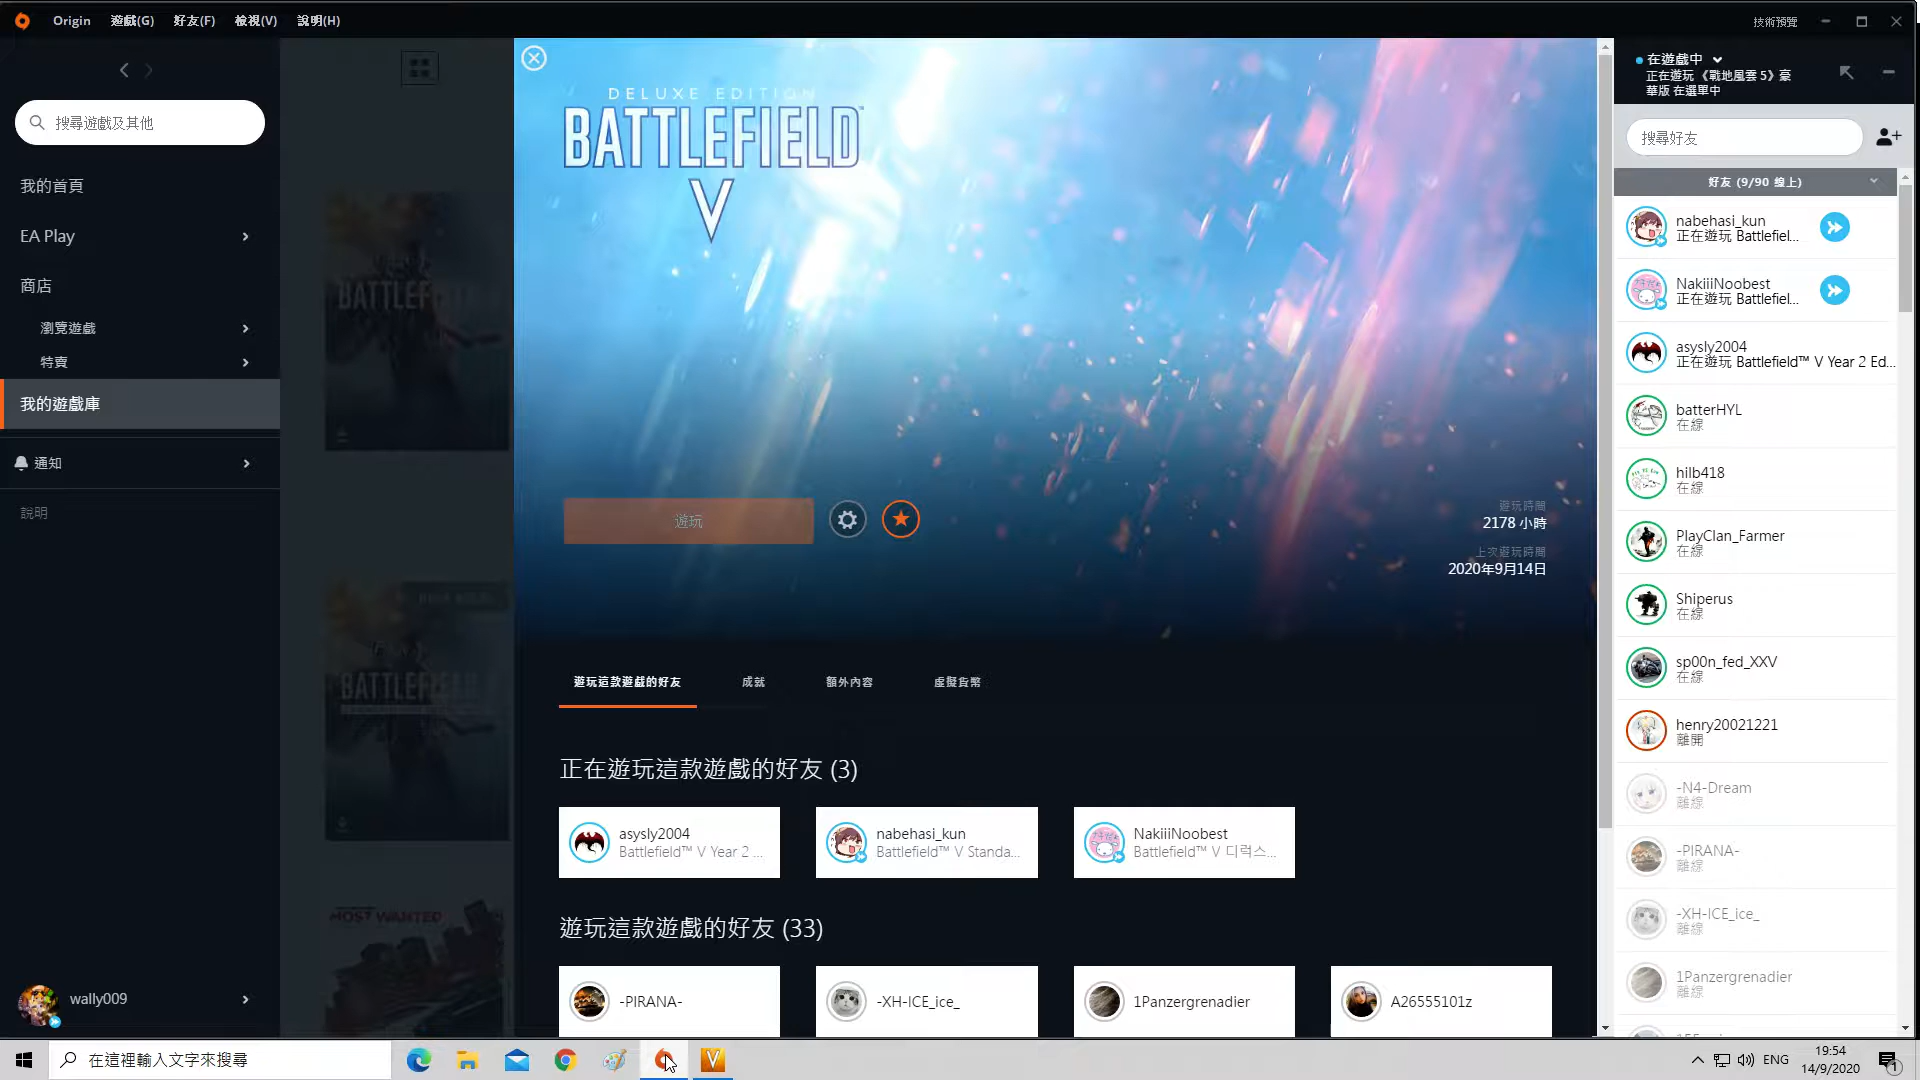 Origin
遊戲(G)
好友(F)
檢視(V)
說明(H)
技術預覽
搜尋遊戲及其他
我的首頁
EA Play
商店
瀏覽遊戲
特賣
我的遊戲庫
通知
說明
wally009
BATTLEF
BATTLEFIELD
MOST WANTED
DELUXE EDITION
BATTLEFIELD™
V
遊玩
遊玩時間
2178 小時
上次遊玩時間
2020年9月14日
遊玩這款遊戲的好友
成就
額外內容
虛擬貨幣
正在遊玩這款遊戲的好友 (3)
asysly2004
Battlefield™ V Year 2 ...
nabehasi_kun
Battlefield™ V Standa...
NakiiiNoobest
Battlefield™ V 디럭스...
遊玩這款遊戲的好友 (33)
-PIRANA-
-XH-ICE_ice_
1Panzergrenadier
A26555101z
在遊戲中
正在遊玩《戰地風雲 5》豪
華版 在選單中
搜尋好友
好友 (9/90 線上)
nabehasi_kun
正在遊玩 Battlefiel...
NakiiiNoobest
正在遊玩 Battlefiel...
asysly2004
正在遊玩 Battlefield™ V Year 2 Ed...
batterHYL
在線
hilb418
在線
PlayClan_Farmer
在線
Shiperus
在線
sp00n_fed_XXV
在線
henry20021221
離開
-N4-Dream
離線
-PIRANA-
離線
-XH-ICE_ice_
離線
1Panzergrenadier
離線
在這裡輸入文字來搜尋
ENG
19:54
14/9/2020
1